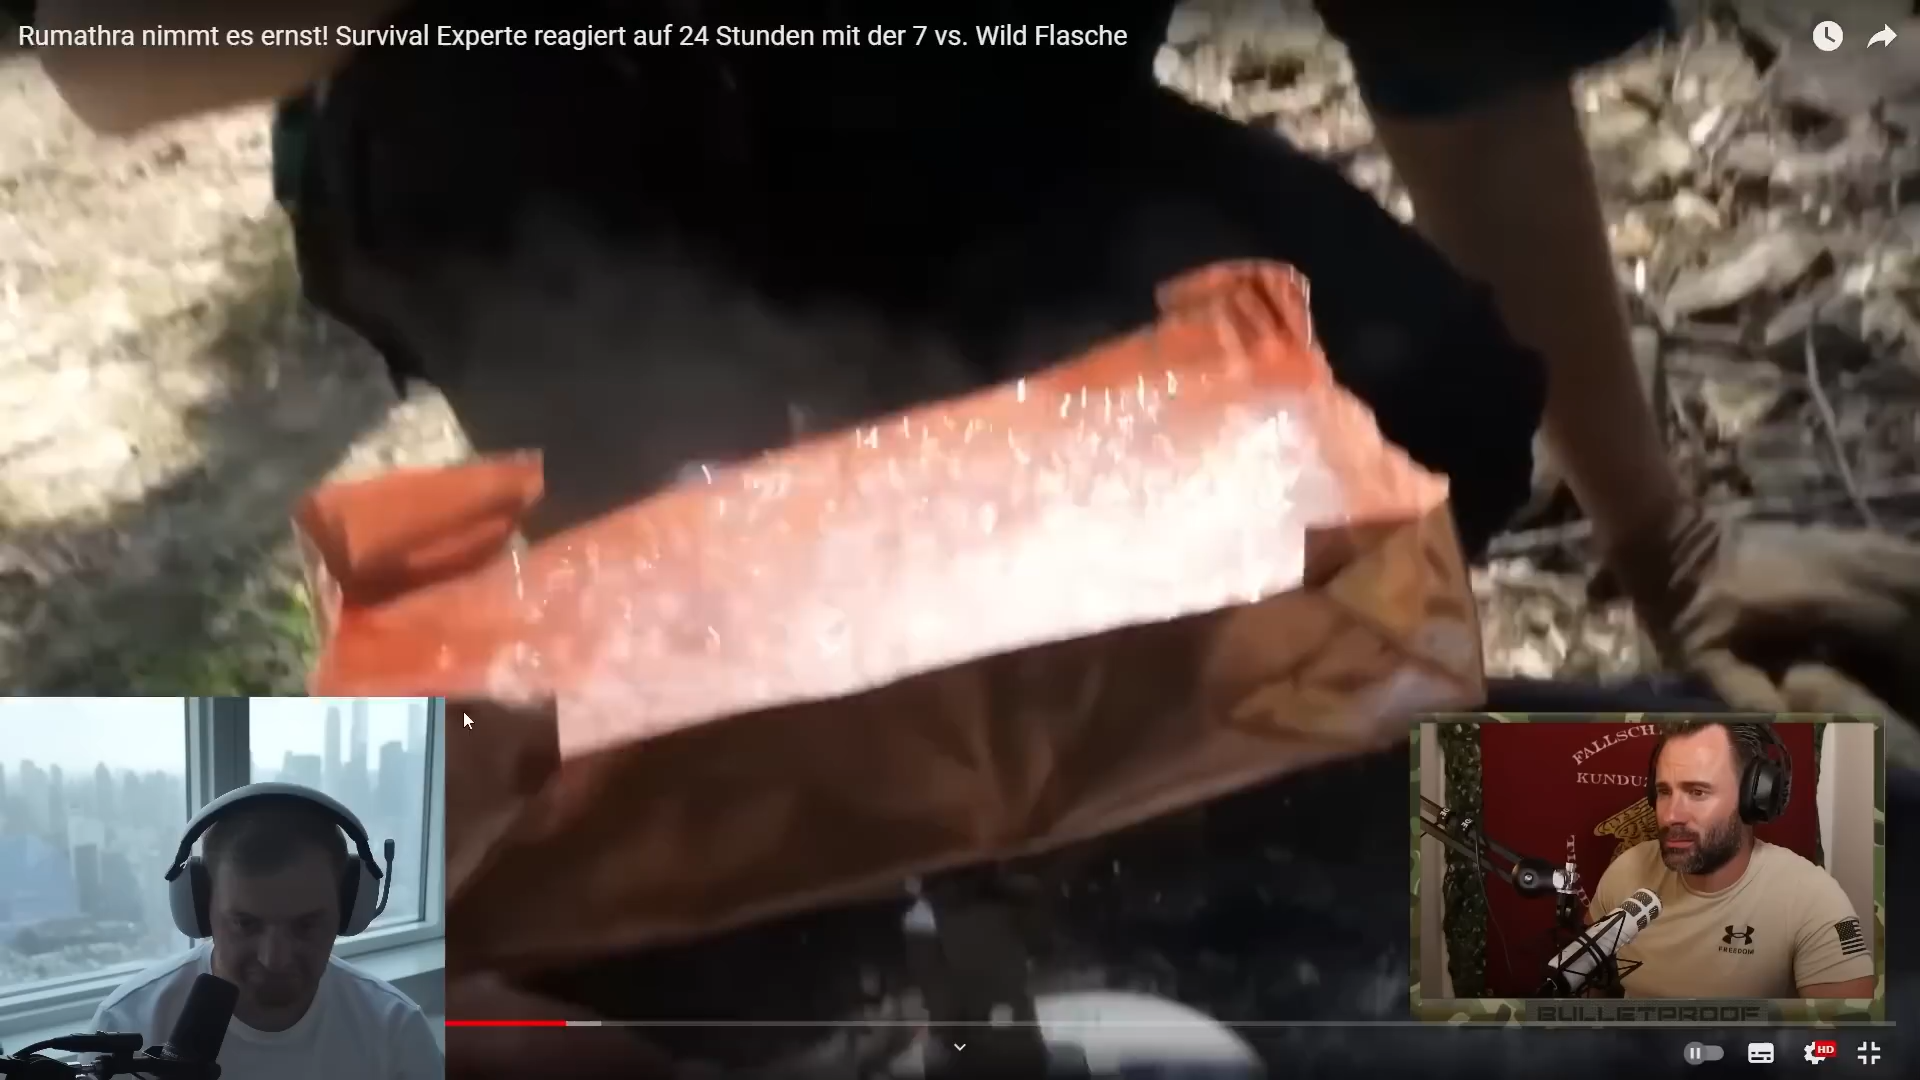 Rumathra nimmt es ernst! Survival Experte reagiert auf 24 Stunden mit der 7 vs. Wild Flasche
FALLSCH
KUNDU
FREEDOM
BULLETPROOF
HD